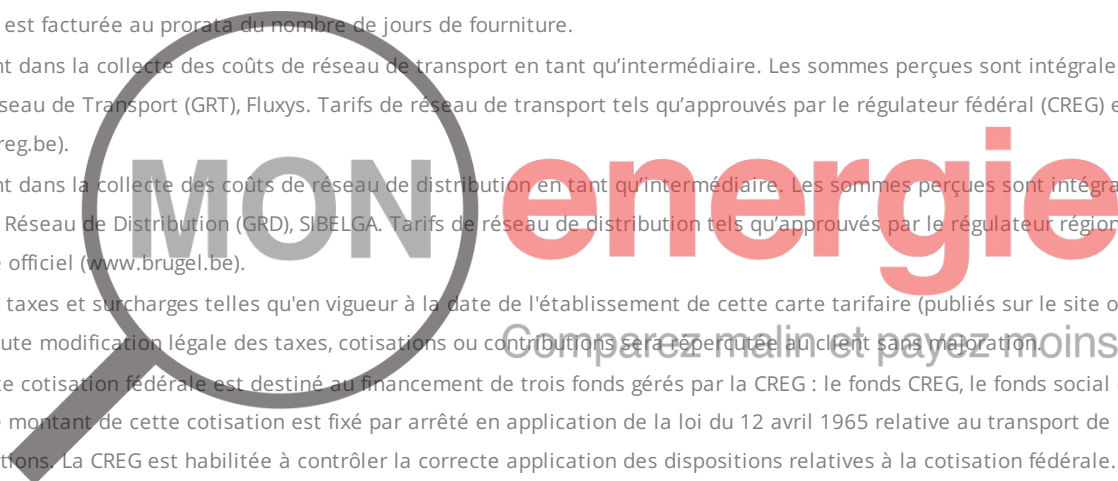 est facturée au prorata du nombre de jours de fourniture.
nt dans la collecte des coûts de réseau de transport en tant qu’intermédiaire. Les sommes perçues sont intégrale
seau de Transport (GRT), Fluxys. Tarifs de réseau de transport tels qu’approuvés par le régulateur fédéral (CREG) e
reg.be).
nt dans la collecte des coûts de réseau de distribution en tant qu’intermédiaire. Les sommes perçues sont intégra
Réseau de Distribution (GRD), SIBELGA. Tarifs de réseau de distribution tels qu’approuvés par le régulateur région
MON energie
e officiel (www.brugel.be).
taxes et surcharges telles qu'en vigueur à la date de l'établissement de cette carte tarifaire (publiés sur le site o
ute modification légale des taxes, cotisations ou contributions sera répercutée au client sans majoration.
Comparez malin et payez moins
te cotisation fédérale est destiné au financement de trois fonds gérés par la CREG : le fonds CREG, le fonds social
e montant de cette cotisation est fixé par arrêté en application de la loi du 12 avril 1965 relative au transport de
tions. La CREG est habilitée à contrôler la correcte application des dispositions relatives à la cotisation fédérale.